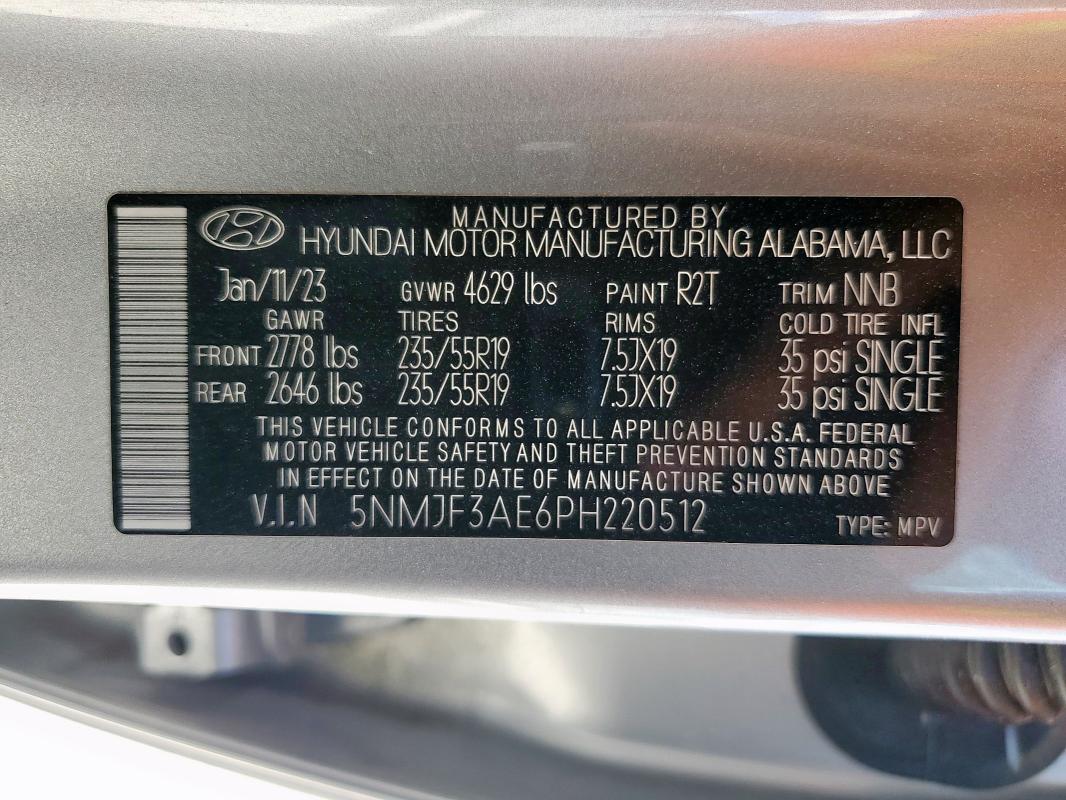 MANUFACTURED BY
HYUNDAI MOTOR MANUFACTURING ALABAMA, LLC
Jan/11/23 GVWR 4629 lbs PAINT R2T TRIM NNB
GAWR TIRES RIMS COLD TIRE INFL
FRONT 2778 lbs 235/55R19 7.5JX19 35 psi SINGLE
REAR 2646 lbs 235/55R19 7.5JX19 35 psi SINGLE
THIS VEHICLE CONFORMS TO ALL APPLICABLE U.S.A. FEDERAL
MOTOR VEHICLE SAFETY AND THEFT PREVENTION STANDARDS
IN EFFECT ON THE DATE OF MANUFACTURE SHOWN ABOVE
V.I.N 5NMJF3AE6PH220512 TYPE: MPV